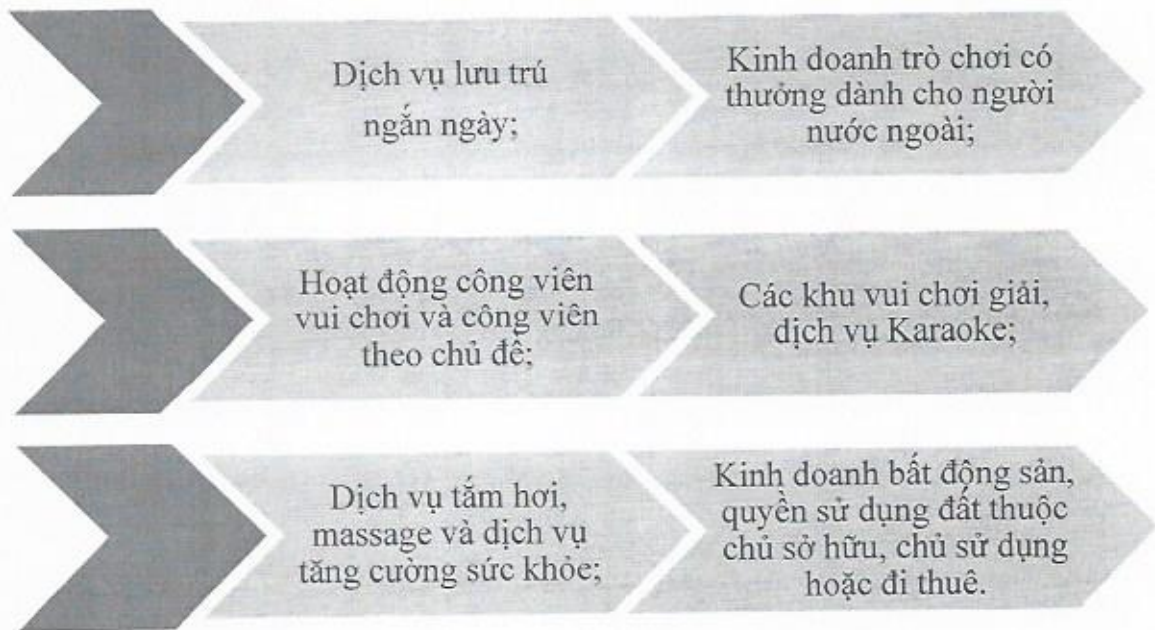 Dịch vụ lưu trú
ngắn ngày;
Kinh doanh trò chơi có
thưởng dành cho người
nước ngoài;
Hoạt động công viên
vui chơi và công viên
theo chủ đề;
Các khu vui chơi giải,
dịch vụ Karaoke;
Dịch vụ tắm hơi,
massage và dịch vụ
tăng cường sức khỏe;
Kinh doanh bất động sản,
quyền sử dụng đất thuộc
chủ sở hữu, chủ sử dụng
hoặc đi thuê.